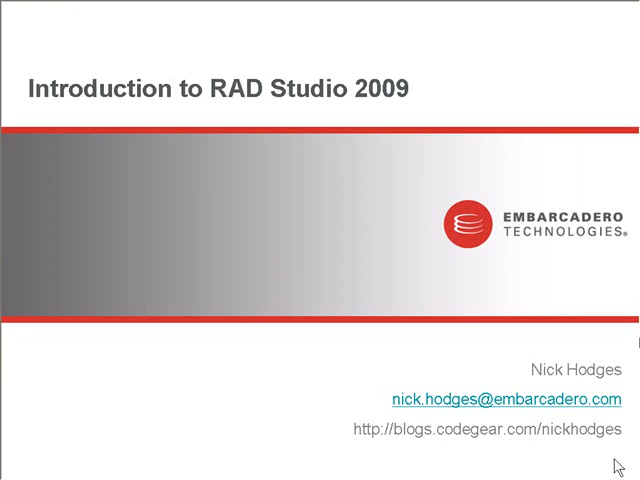 Introduction to RAD Studio 2009
EMBARCADERO
TECHNOLOGIES®
Nick Hodges
nick.hodges@embarcadero.com
http://blogs.codegear.com/nickhodges